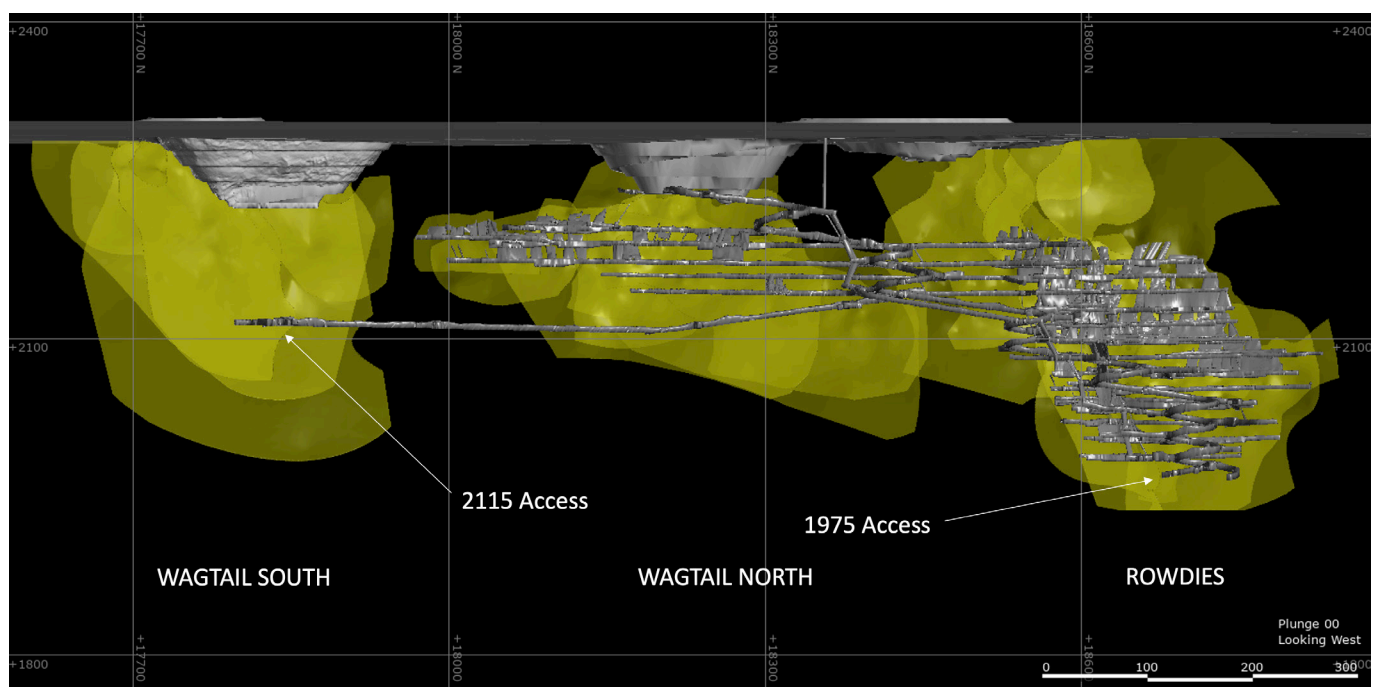 +2400
+17700 N
+18000 N
+18300 N
+18600 N
+2400
+2100
+2100
2115 Access
1975 Access
WAGTAIL SOUTH
WAGTAIL NORTH
ROWDIES
Plunge 00
Looking West
+1800
+17700
+18000
+18300
+18600
0 100 200 300